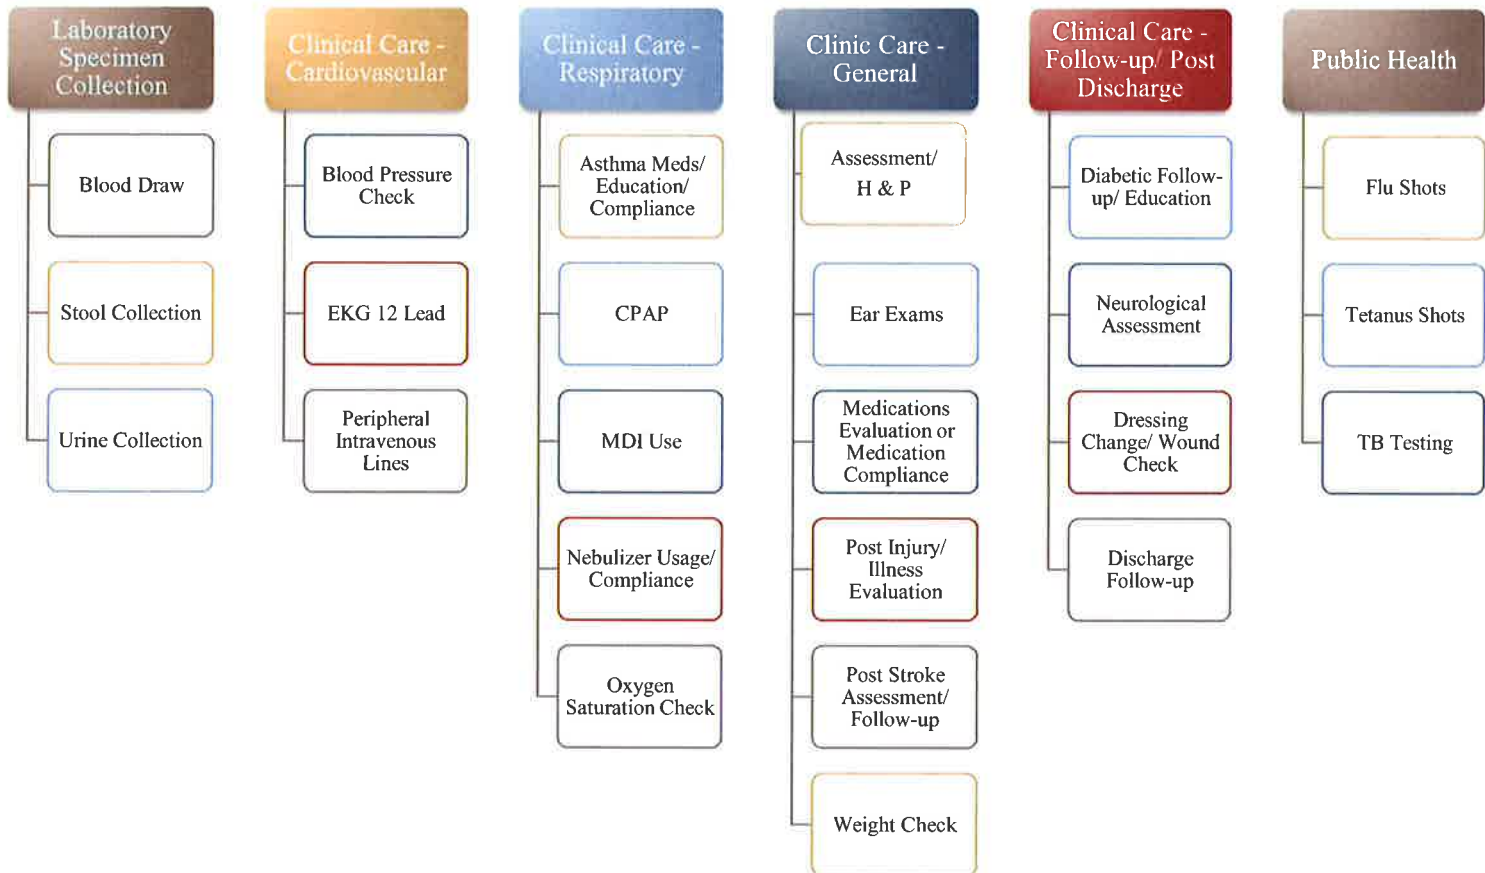 Laboratory
Specimen
Collection
Blood Draw
Stool Collection
Urine Collection
Clinical Care -
Cardiovascular
Blood Pressure
Check
EKG 12 Lead
Peripheral
Intravenous
Lines
Clinical Care -
Respiratory
Asthma Meds/
Education/
Compliance
CPAP
MDI Use
Nebulizer Usage/
Compliance
Oxygen
Saturation Check
Clinic Care -
General
Assessment/
H & P
Ear Exams
Medications
Evaluation or
Medication
Compliance
Post Injury/
Illness
Evaluation
Post Stroke
Assessment/
Follow-up
Weight Check
Clinical Care -
Follow-up/ Post
Discharge
Diabetic Follow-
up/ Education
Neurological
Assessment
Dressing
Change/ Wound
Check
Discharge
Follow-up
Public Health
Flu Shots
Tetanus Shots
TB Testing